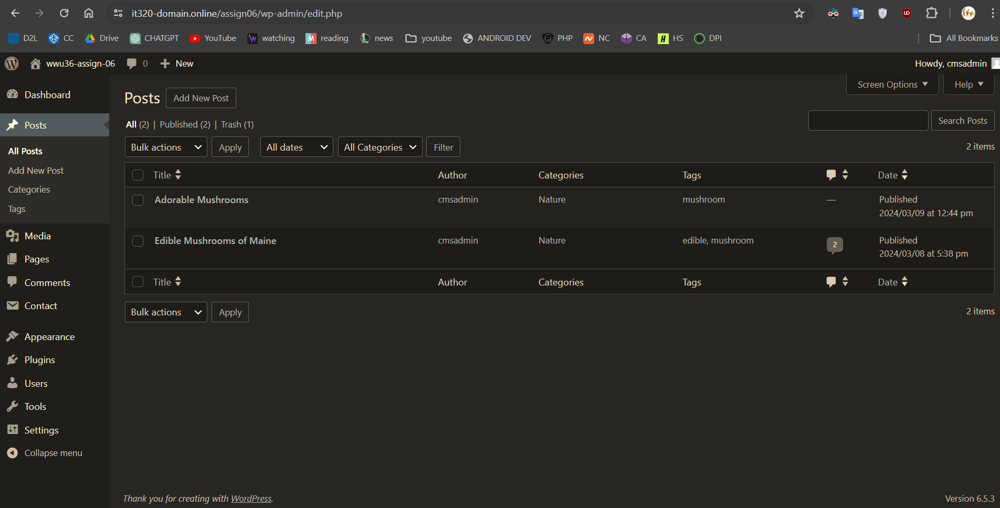 it320-domain.online/assign06/wp-admin/edit.php
D2L CC Drive CHATGPT YouTube watching reading news youtube ANDROID DEV PHP NC CA HS DPI All Bookmarks
wwu36-assign-06 0 New Howdy, cmsadmin
Screen Options Help
Dashboard
Posts
All Posts
Add New Post
Categories
Tags
Media
Pages
Comments
Contact
Appearance
Plugins
Users
Tools
Settings
Collapse menu
Posts Add New Post
All (2) | Published (2) | Trash (1)
Search Posts
Bulk actions Apply All dates All Categories Filter
2 items
Title Author Categories Tags Date
Adorable Mushrooms cmsadmin Nature mushroom — Published
2024/03/09 at 12:44 pm
Edible Mushrooms of Maine cmsadmin Nature edible, mushroom 2 Published
2024/03/08 at 5:38 pm
Title Author Categories Tags Date
Bulk actions Apply
2 items
Thank you for creating with WordPress.
Version 6.5.3